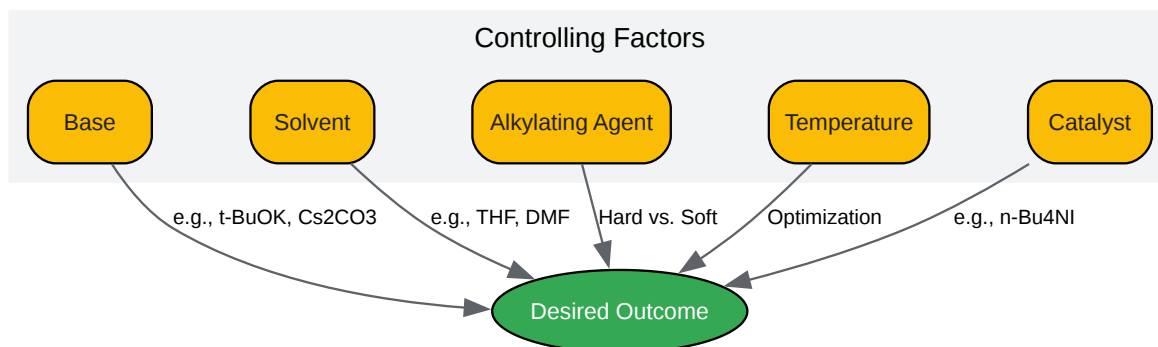 Controlling Factors
Base
Solvent
Alkylating Agent
Temperature
Catalyst
e.g., t-BuOK, Cs2CO3
e.g., THF, DMF
Hard vs. Soft
Optimization
e.g., n-Bu4NI
Desired Outcome